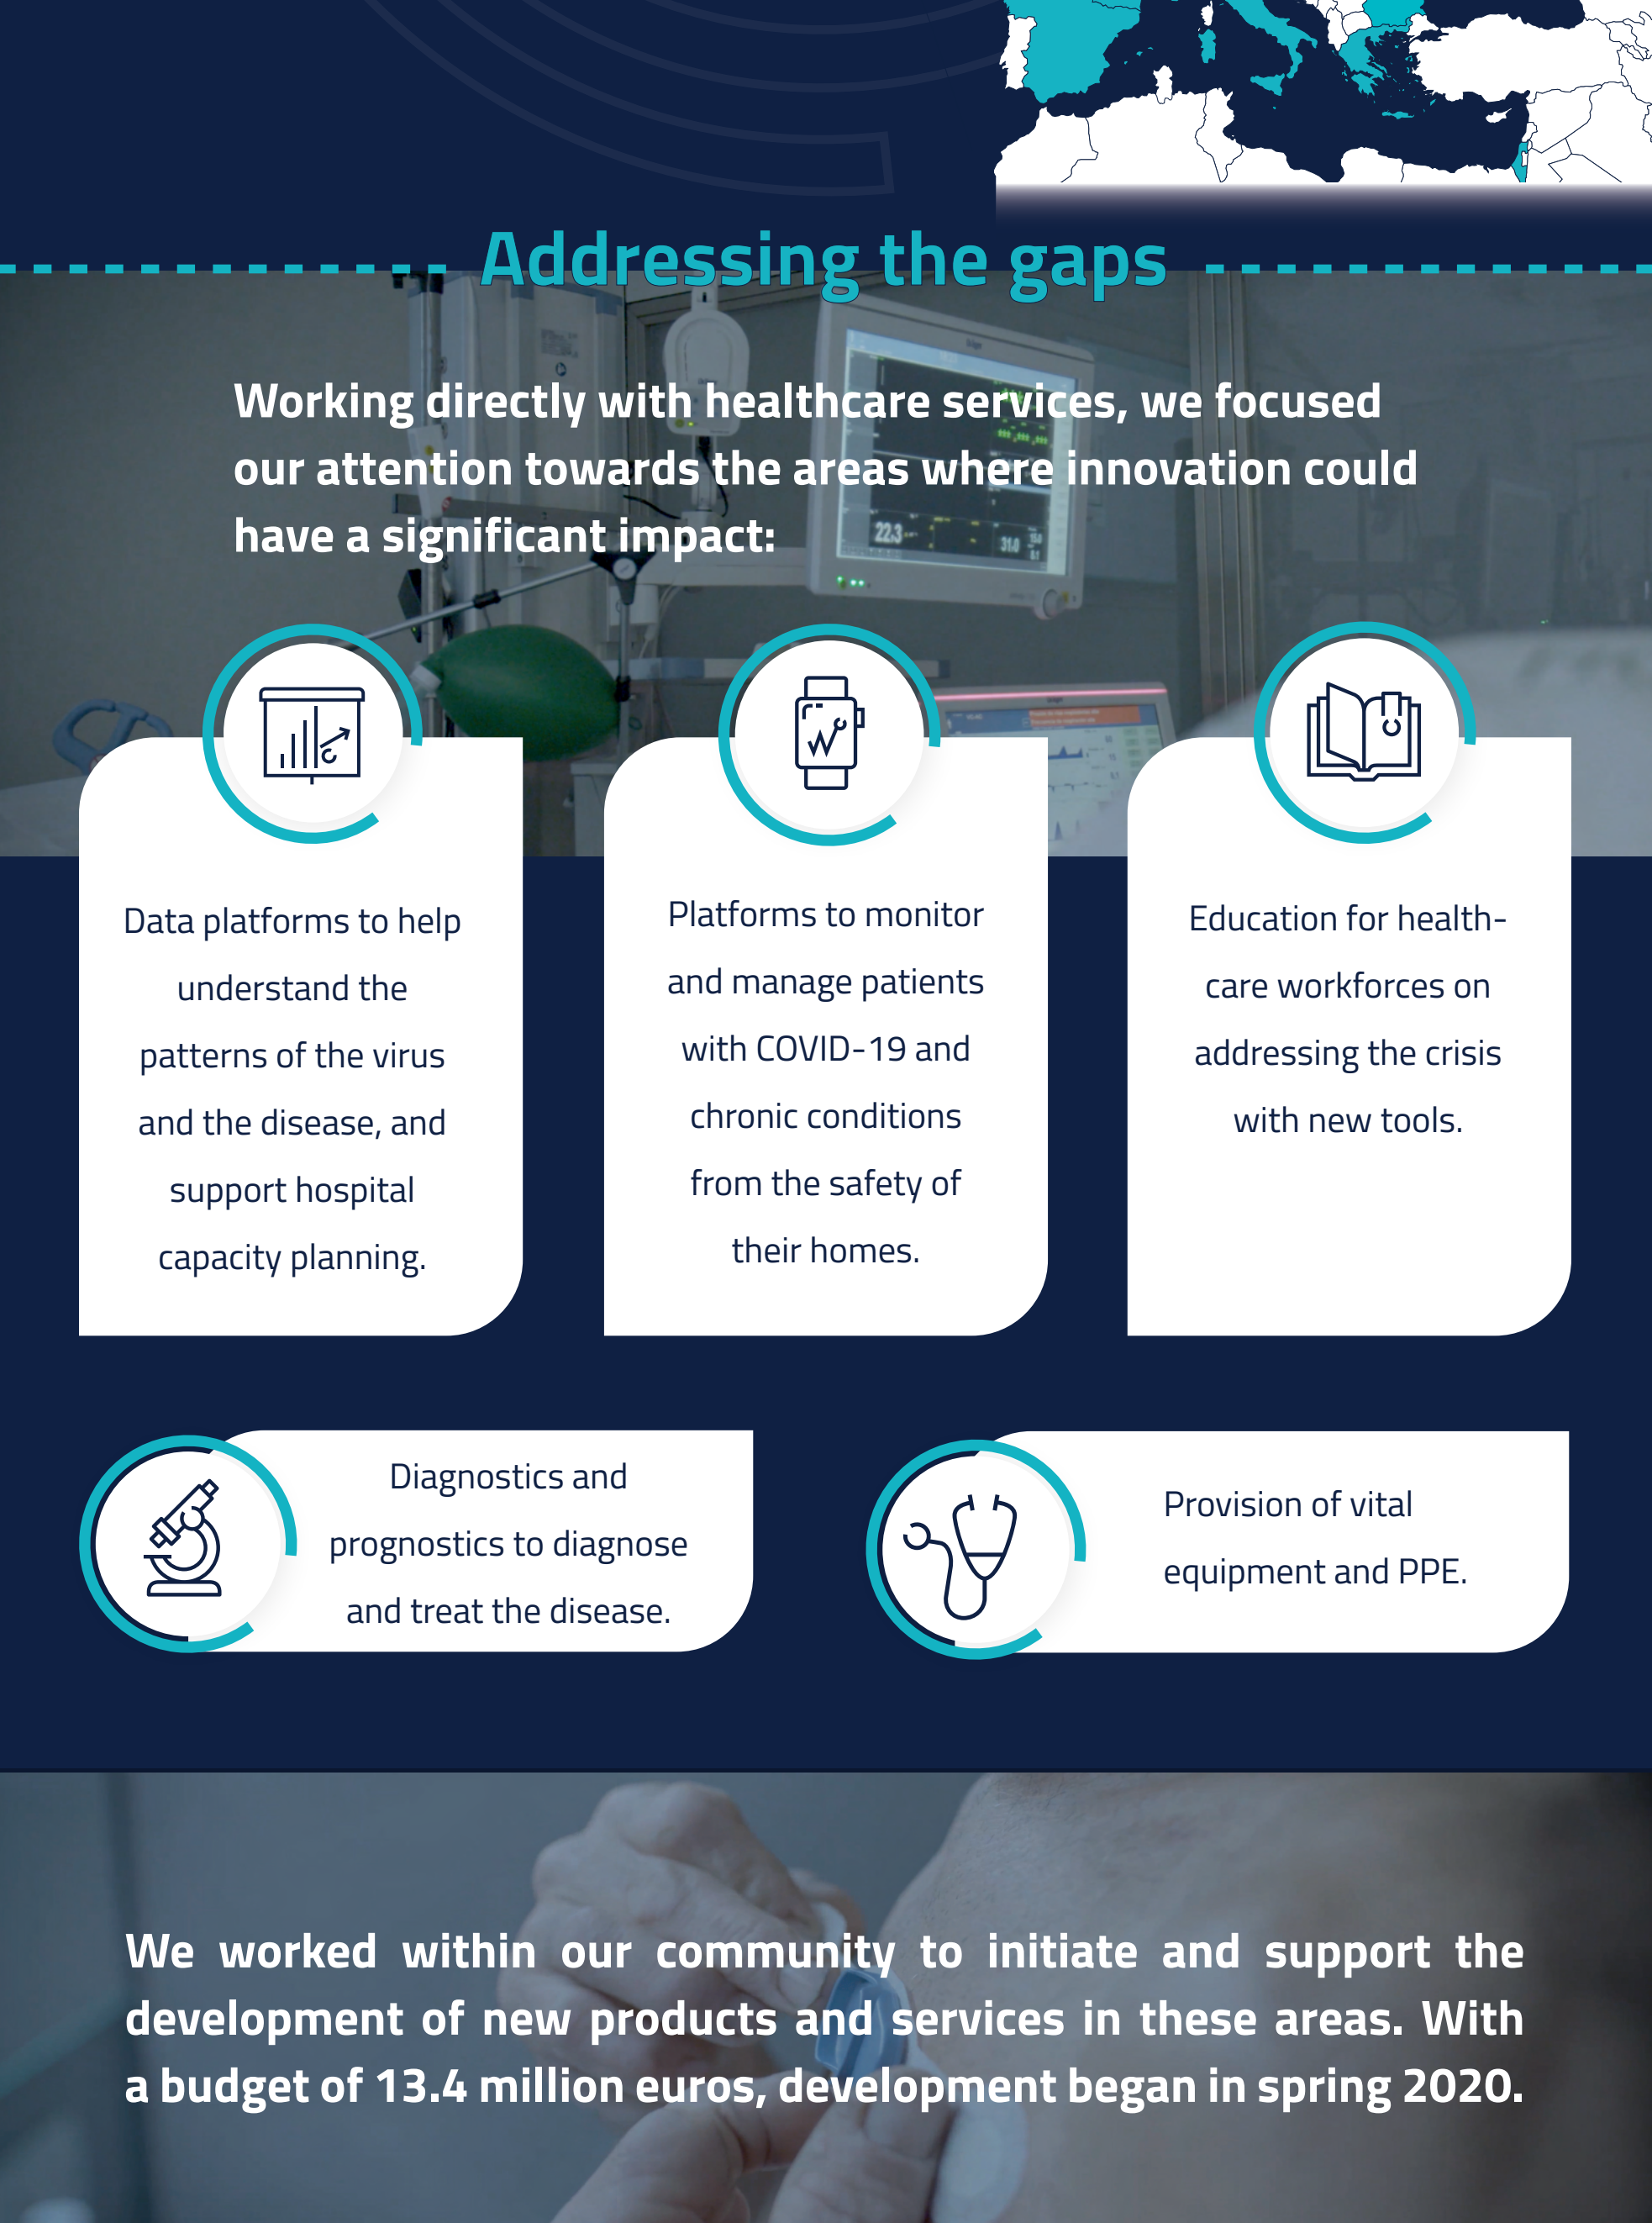 Addressing the gaps
Working directly with healthcare services, we focused
our attention towards the areas where innovation could
have a significant impact:
Data platforms to help
understand the
patterns of the virus
and the disease, and
support hospital
capacity planning.
Platforms to monitor
and manage patients
with COVID-19 and
chronic conditions
from the safety of
their homes.
Education for health-
care workforces on
addressing the crisis
with new tools.
Diagnostics and
prognostics to diagnose
and treat the disease.
Provision of vital
equipment and PPE.
We worked within our community to initiate and support the
development of new products and services in these areas. With
a budget of 13.4 million euros, development began in spring 2020.